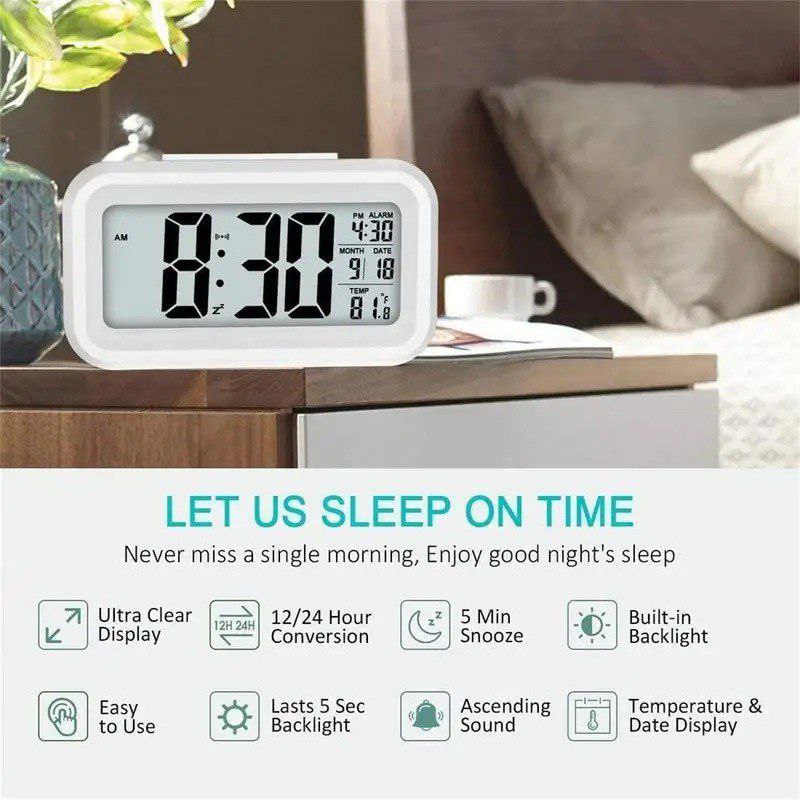 PM ALARM
AM
8:30
4:30
MONTH DATE
9 18
TEMP
81.8 °F
zz
LET US SLEEP ON TIME
Never miss a single morning, Enjoy good night's sleep
Ultra Clear
Display
12H 24H
12/24 Hour
Conversion
zz
5 Min
Snooze
Built-in
Backlight
Easy
to Use
Lasts 5 Sec
Backlight
Ascending
Sound
Temperature &
Date Display